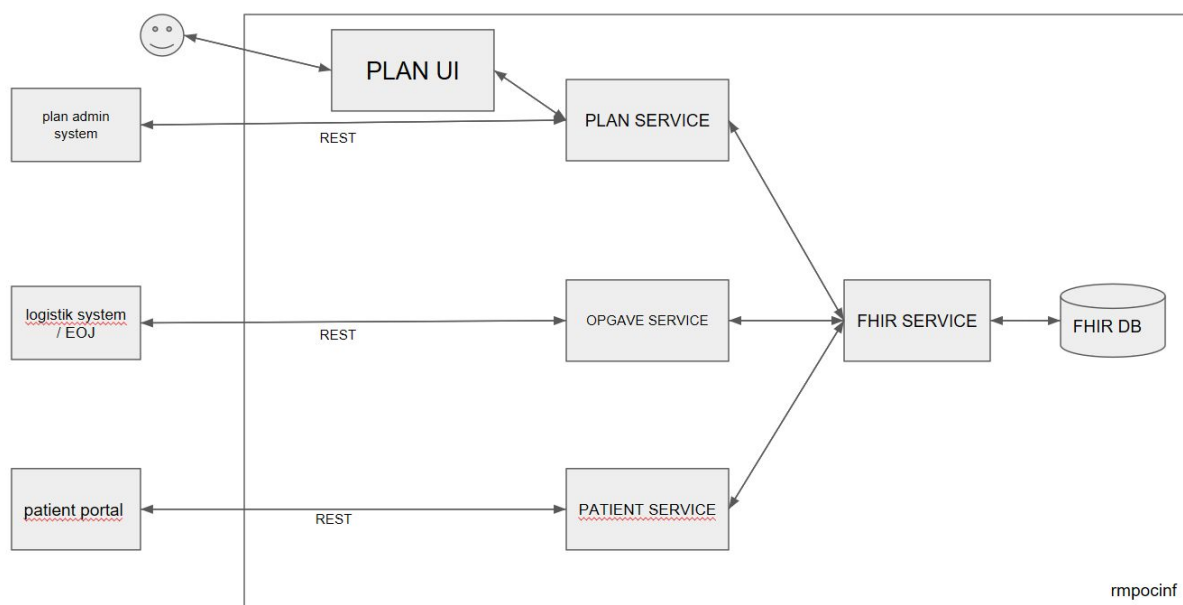 PLAN UI
plan admin
system
REST
PLAN SERVICE
logistik system
/ EOJ
REST
OPGAVE SERVICE
FHIR SERVICE
FHIR DB
patient portal
REST
PATIENT SERVICE
rmpocinf